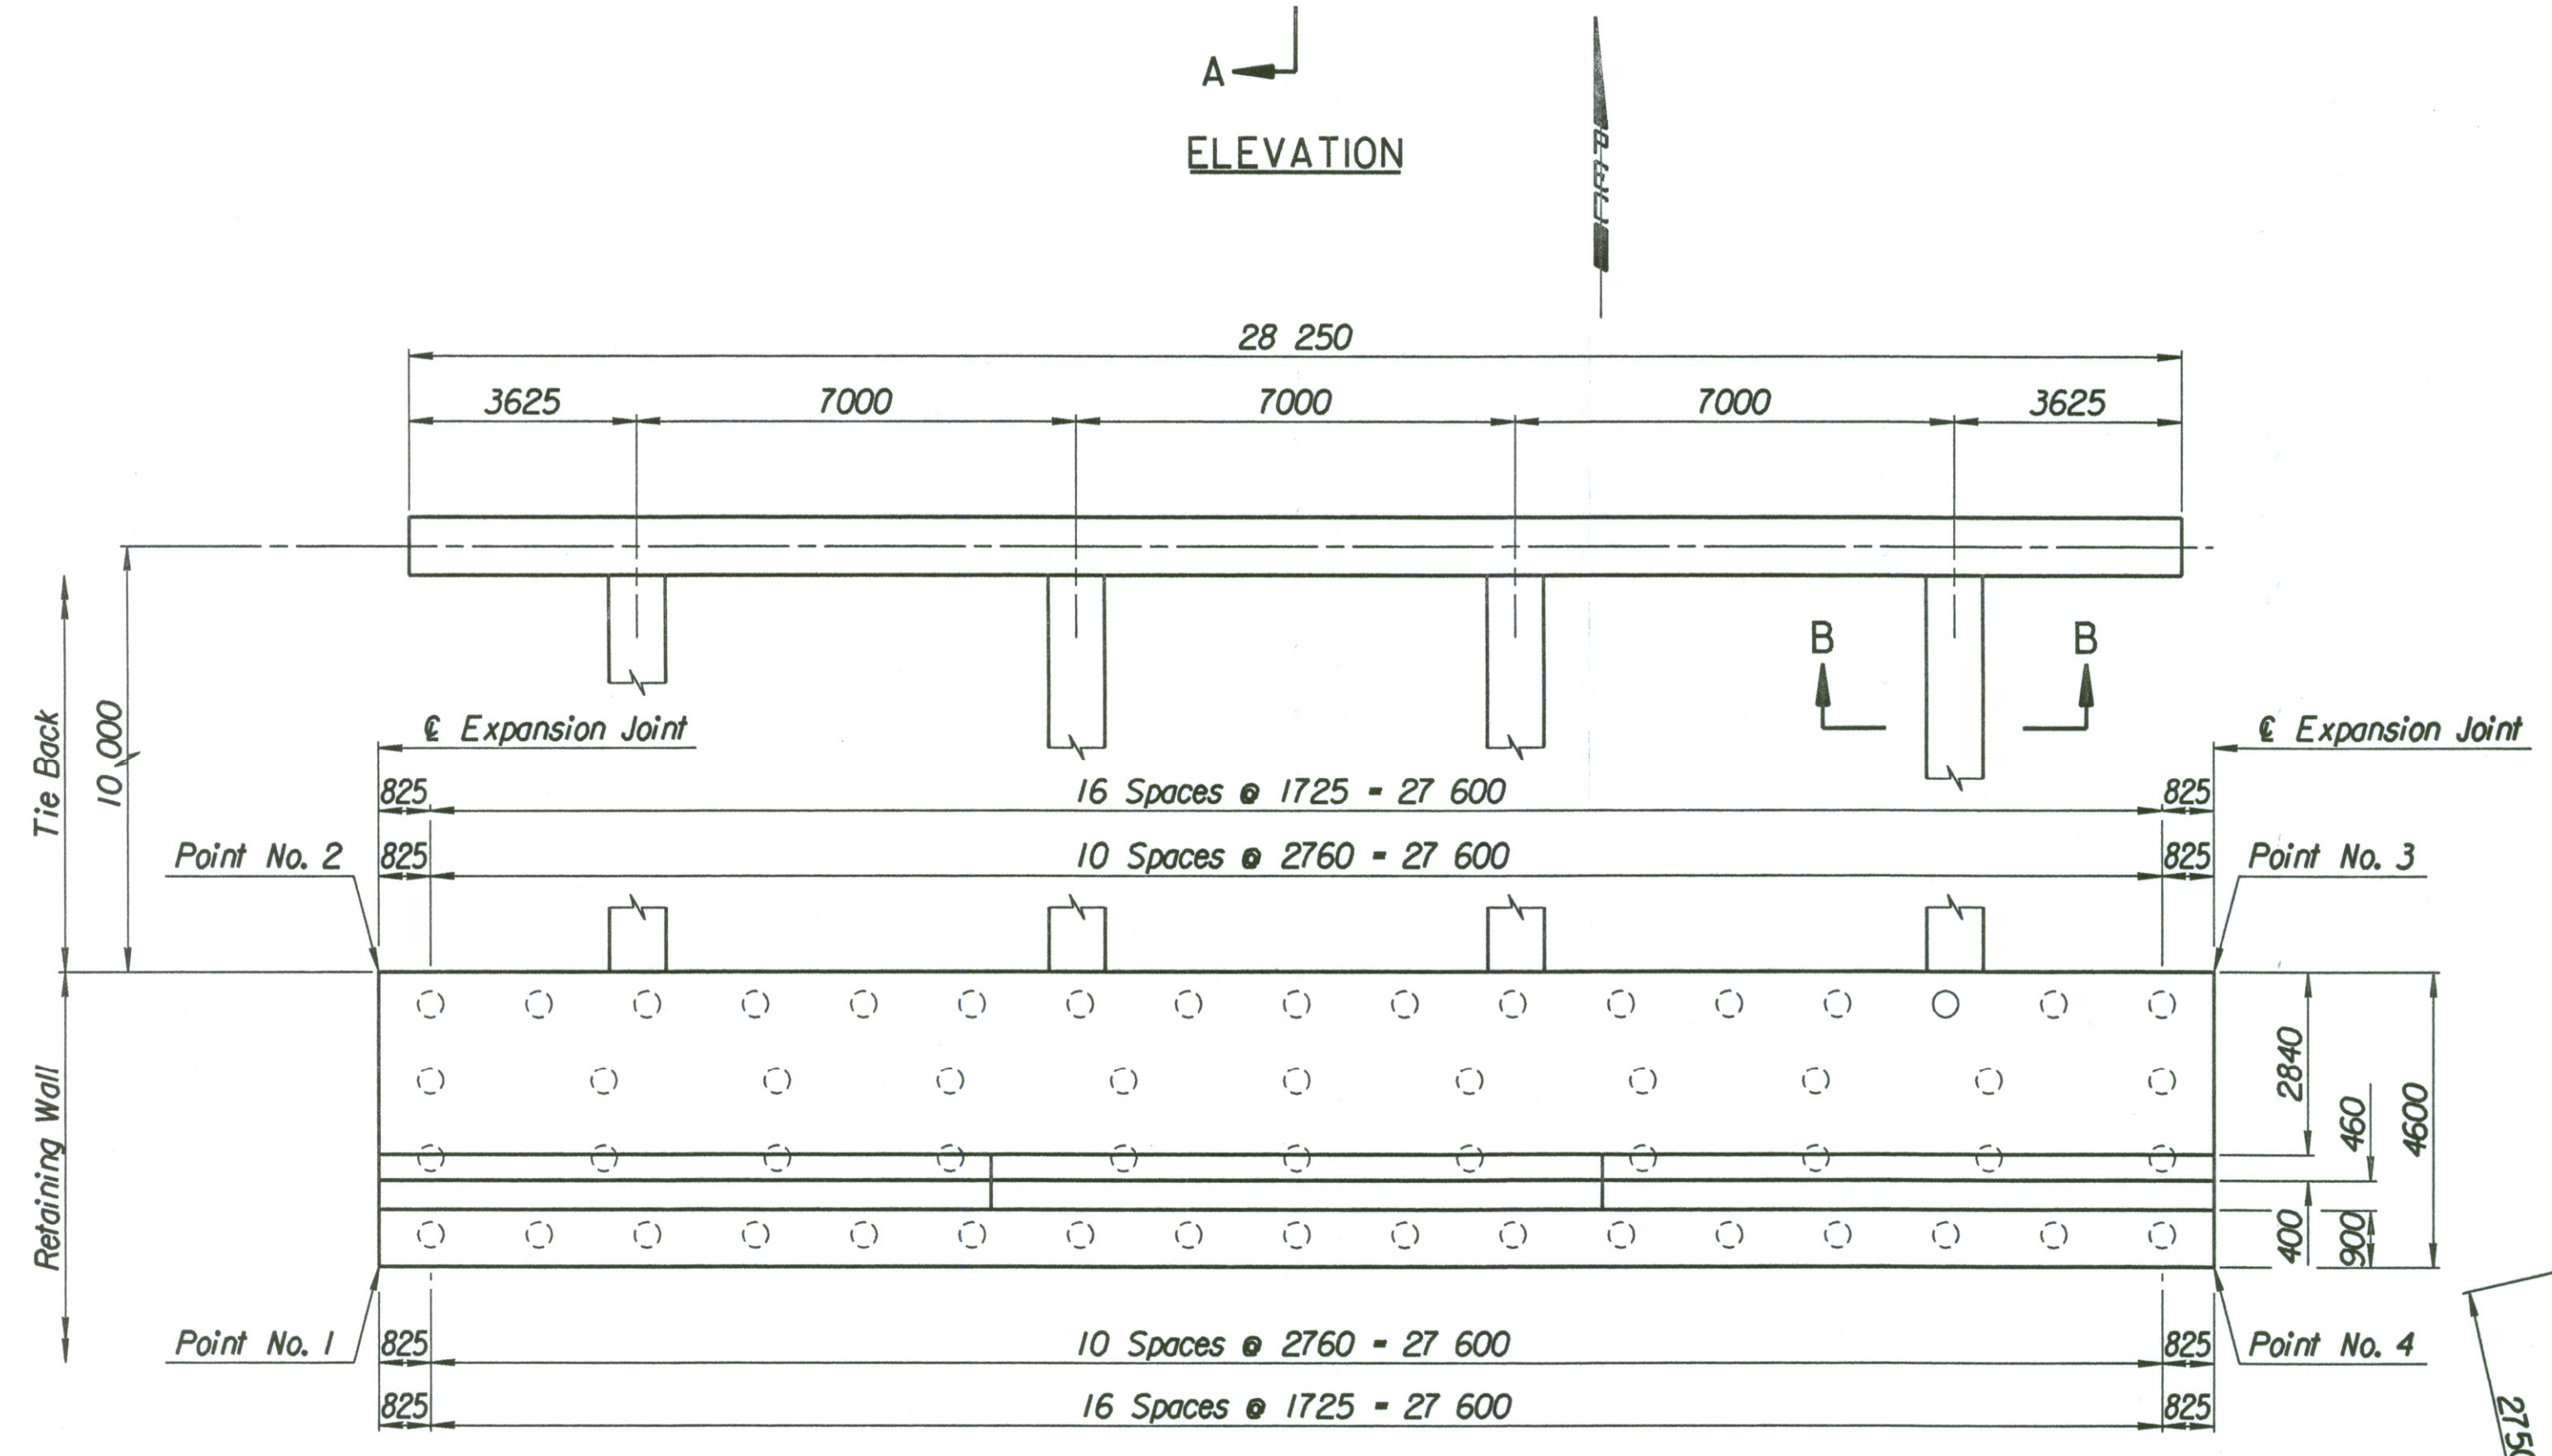 A
ELEVATION
28 250
3625 7000 7000 7000 3625
B B
℄ Expansion Joint ℄ Expansion Joint
Tie Back
10 000
825 16 Spaces @ 1725 = 27 600 825
Point No. 2 825 10 Spaces @ 2760 = 27 600 825 Point No. 3
Retaining Wall
2840
460
4600
400
900
Point No. 1 825 10 Spaces @ 2760 = 27 600 825 Point No. 4
825 16 Spaces @ 1725 = 27 600 825